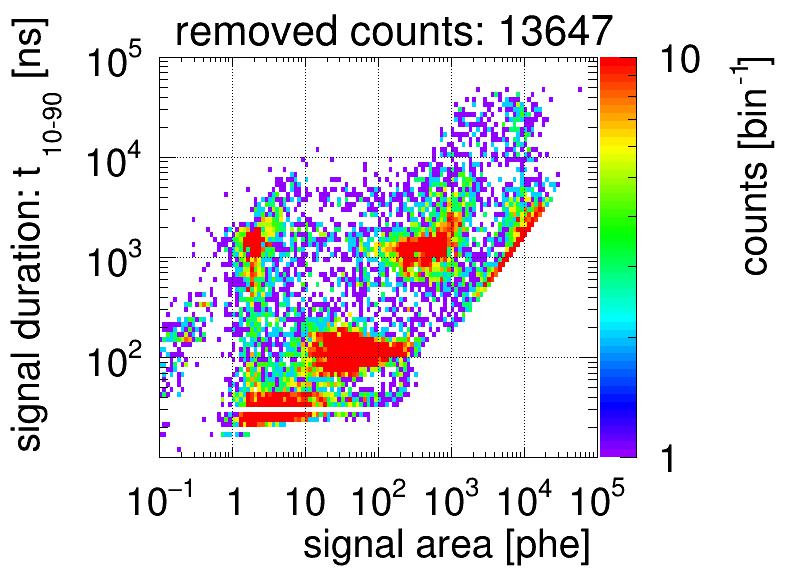 removed counts: 13647
signal duration: t 10-90 [ns]
10^5
10^4
10^3
10^2
10^−1 1 10 10^2 10^3 10^4 10^5
signal area [phe]
10
1
counts [bin^-1]